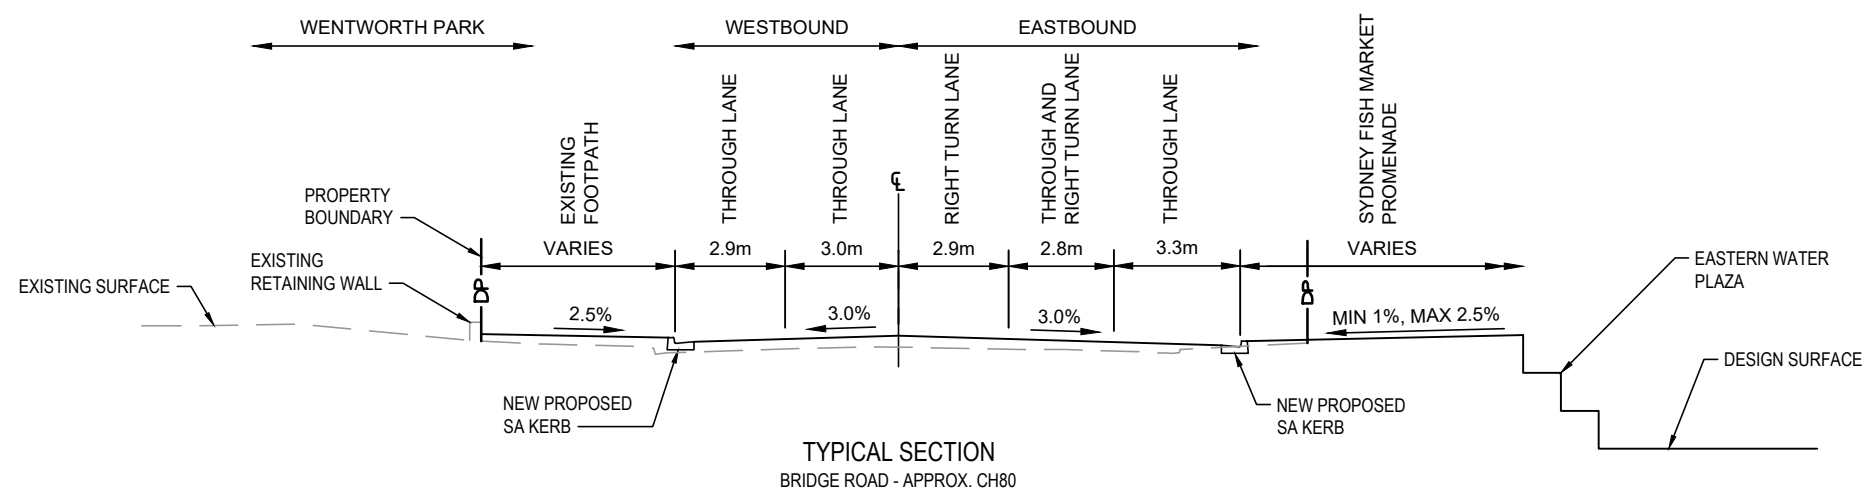 WENTWORTH PARK
WESTBOUND
EASTBOUND
EXISTING
FOOTPATH
THROUGH LANE
THROUGH LANE
RIGHT TURN LANE
THROUGH AND
RIGHT TURN LANE
THROUGH LANE
SYDNEY FISH MARKET
PROMENADE
PROPERTY
BOUNDARY
VARIES
2.9m
3.0m
2.9m
2.8m
3.3m
VARIES
EXISTING SURFACE
EXISTING
RETAINING WALL
EASTERN WATER
PLAZA
2.5%
3.0%
3.0%
MIN 1%, MAX 2.5%
DESIGN SURFACE
NEW PROPOSED
SA KERB
NEW PROPOSED
SA KERB
TYPICAL SECTION
BRIDGE ROAD - APPROX. CH80